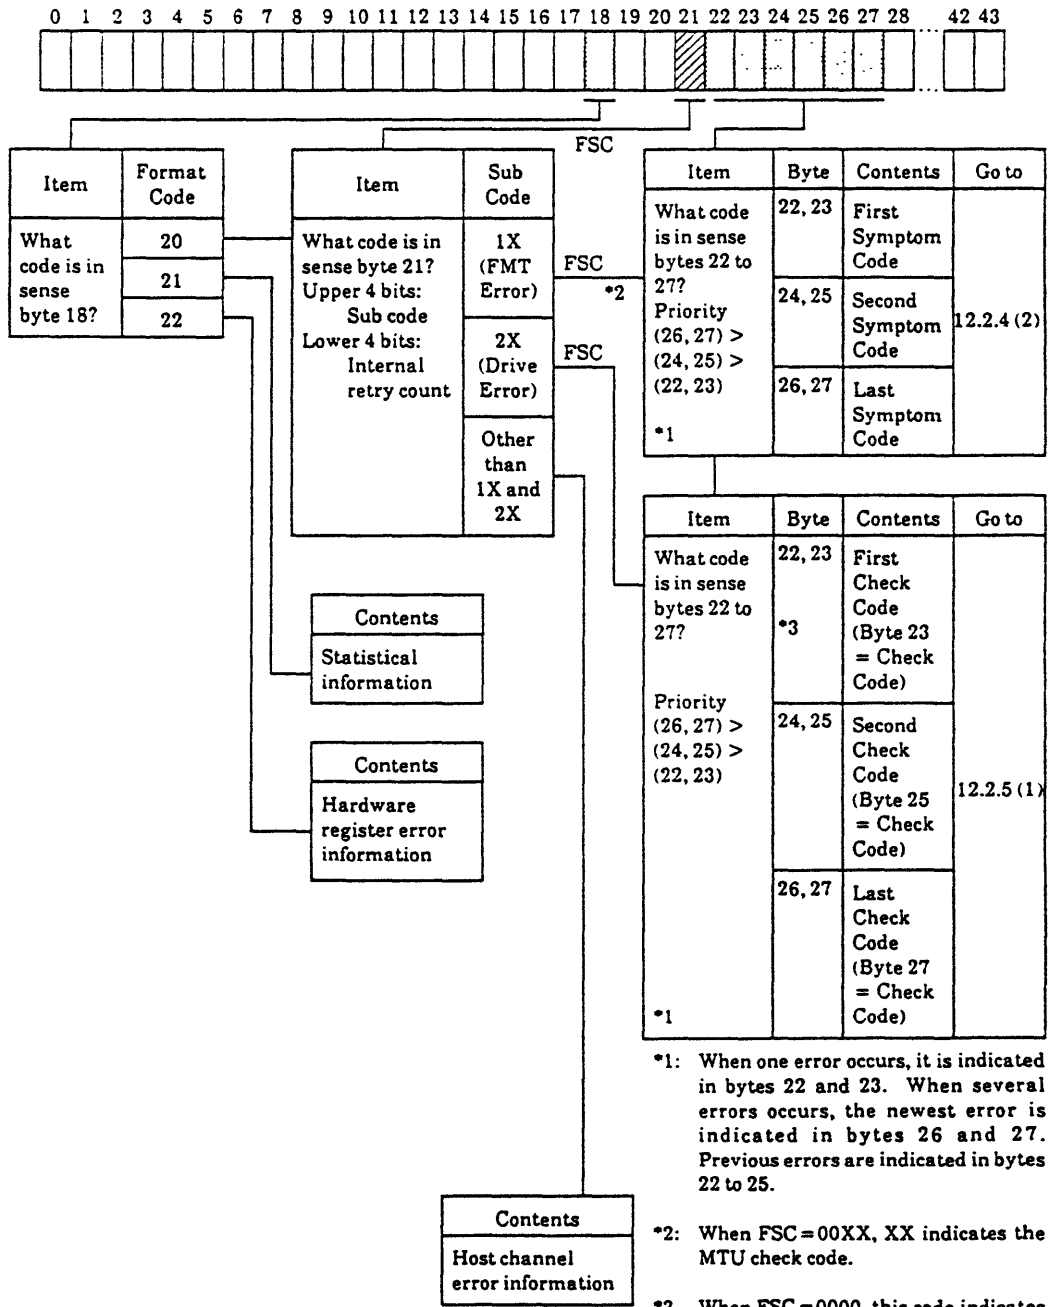 0 1 2 3 4 5 6 7 8 9 10 11 12 13 14 15 16 17 18 19 20 21 22 23 24 25 26 27 28 42 43
FSC
Item
Format
Code
What
code is in
sense
byte 18?
20
21
22
Item
Sub
Code
What code is in
sense byte 21?
Upper 4 bits:
Sub code
Lower 4 bits:
Internal
retry count
1X
(FMT
Error)
2X
(Drive
Error)
Other
than
1X and
2X
FSC
*2
FSC
Item
Byte
Contents
Go to
What code
is in sense
bytes 22 to
27?
Priority
(26, 27) >
(24, 25) >
(22, 23)
*1
22, 23
First
Symptom
Code
24, 25
Second
Symptom
Code
26, 27
Last
Symptom
Code
12.2.4 (2)
Item
Byte
Contents
Go to
What code
is in sense
bytes 22 to
27?
Priority
(26, 27) >
(24, 25) >
(22, 23)
*1
22, 23
*3
First
Check
Code
(Byte 23
= Check
Code)
24, 25
Second
Check
Code
(Byte 25
= Check
Code)
26, 27
Last
Check
Code
(Byte 27
= Check
Code)
12.2.5 (1)
Contents
Statistical
information
Contents
Hardware
register error
information
Contents
Host channel
error information
*1: When one error occurs, it is indicated
in bytes 22 and 23. When several
errors occurs, the newest error is
indicated in bytes 26 and 27.
Previous errors are indicated in bytes
22 to 25.
*2: When FSC=00XX, XX indicates the
MTU check code.
*3 When FSC=0000, this code indicates